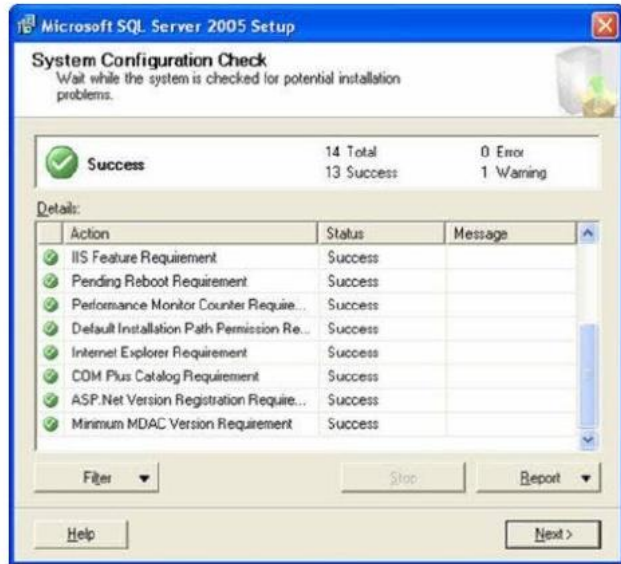 Microsoft SQL Server 2005 Setup
System Configuration Check
Wait while the system is checked for potential installation
problems.
Success
14 Total
0 Error
13 Success
1 Warning
Details:
Action Status Message
IIS Feature Requirement Success
Pending Reboot Requirement Success
Performance Monitor Counter Require... Success
Default Installation Path Permission Re... Success
Internet Explorer Requirement Success
COM Plus Catalog Requirement Success
ASP.Net Version Registration Require... Success
Minimum MDAC Version Requirement Success
Filter Stop Report
Help Next >